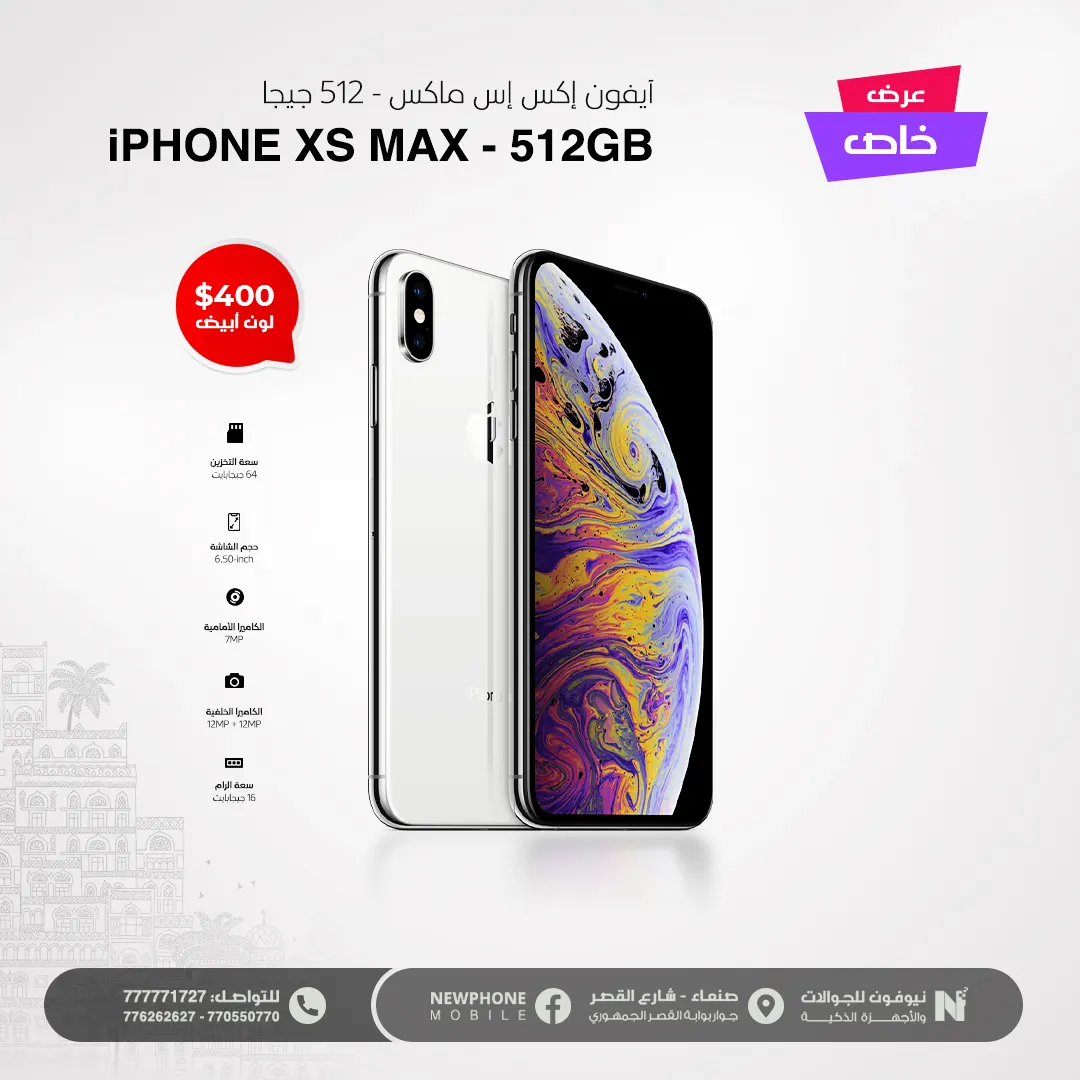 عرض
خاص
آيفون إكس إس ماكس - 512 جيجا
iPHONE XS MAX - 512GB
$400
لون أبيض
سعة التخزين
64 جيجابايت
حجم الشاشة
6.50-inch
الكاميرا الأمامية
7MP
الكاميرا الخلفية
12MP + 12MP
سعة الرام
16 جيجابايت
نيوفون للجوالات
والأجهزة الذكية
صنعاء - شارع القصر
جوار بوابة القصر الجمهوري
NEWPHONE
MOBILE
للتواصل: 777771727
776262627 - 770550770